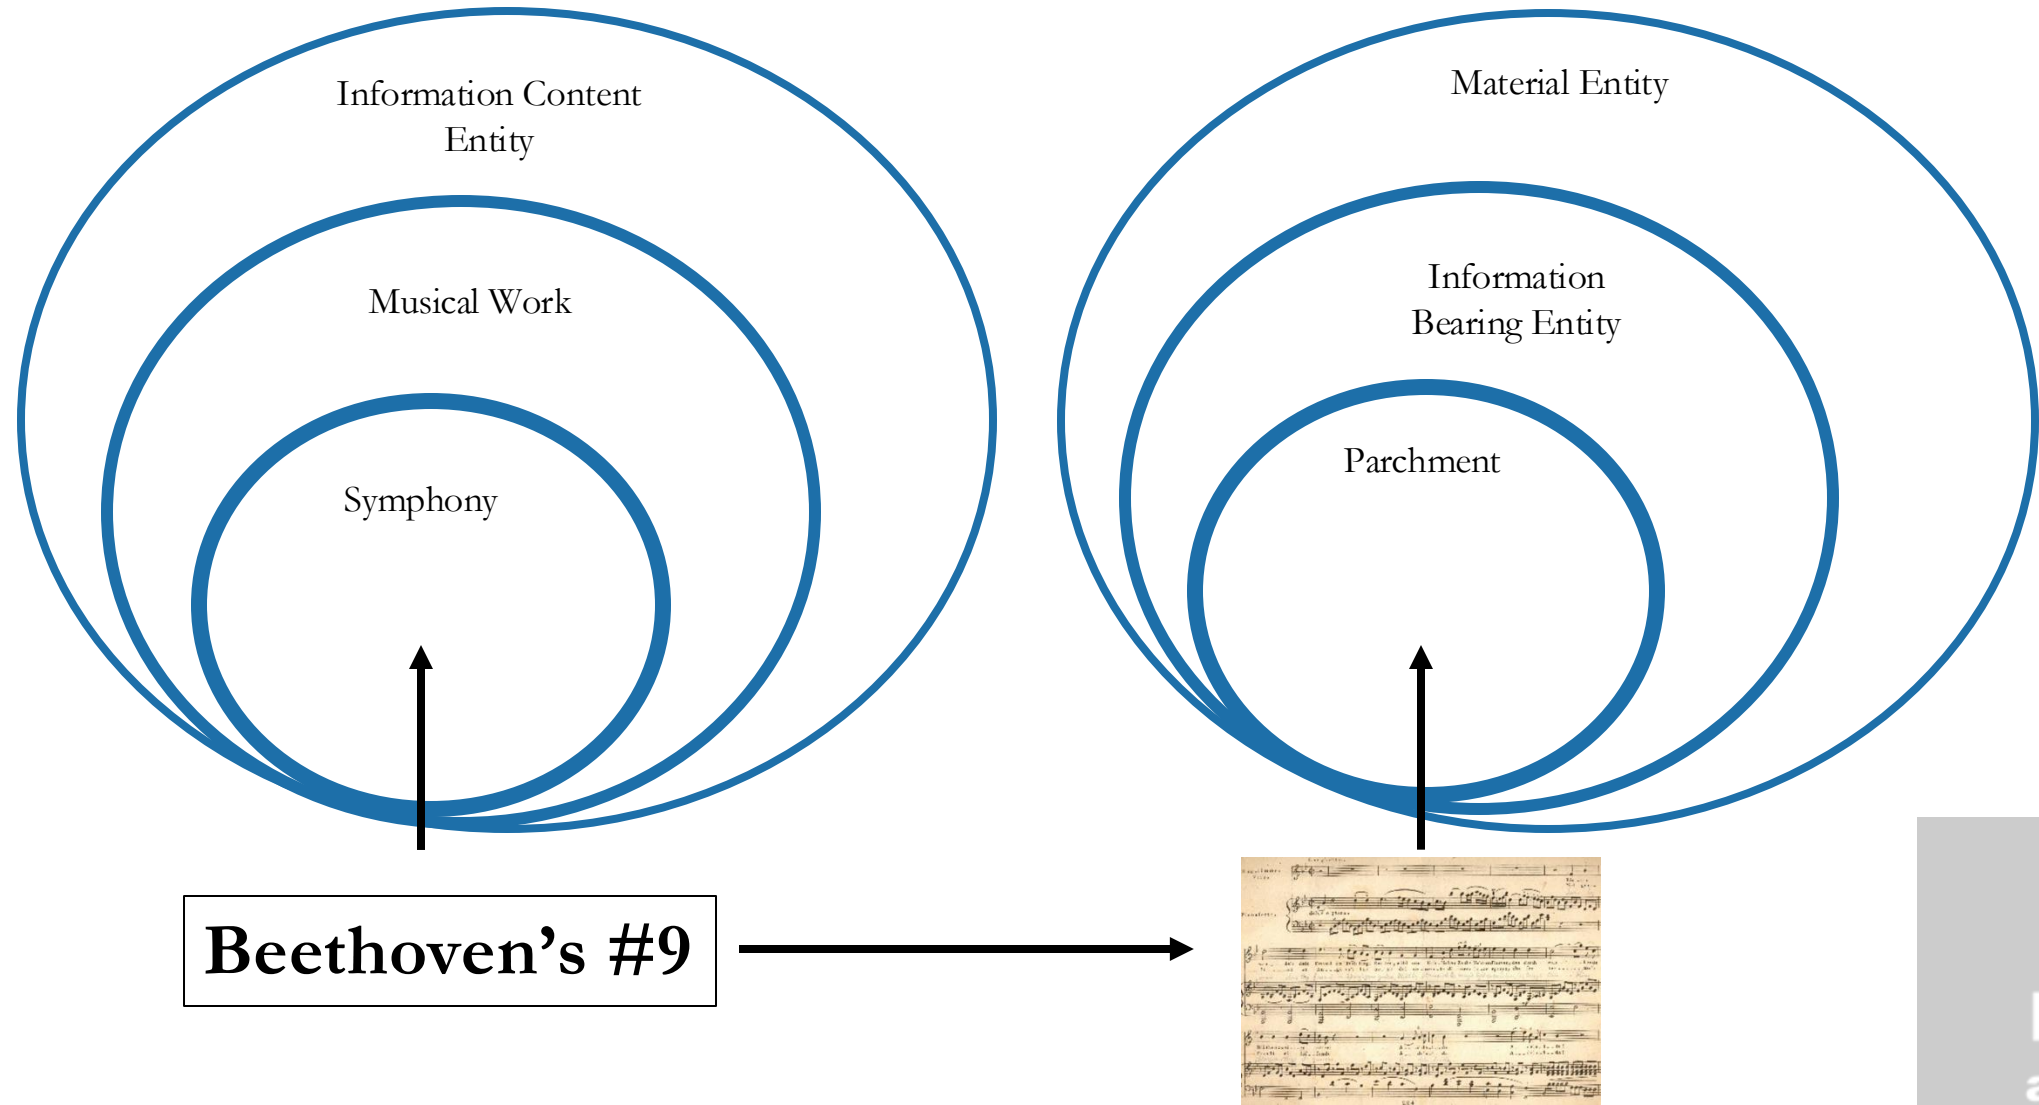 Information Content
Entity
Musical Work
Symphony
Material Entity
Information
Bearing Entity
Parchment
Beethoven’s #9